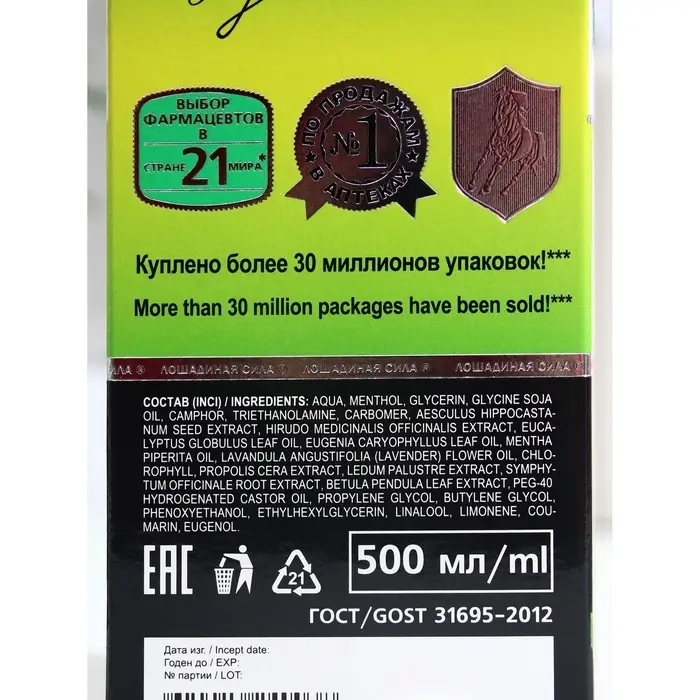 ВЫБОР
ФАРМАЦЕВТОВ
В
СТРАНЕ 21 МИРА*
ПО ПРОДАЖАМ
№1
В АПТЕКАХ
Куплено более 30 миллионов упаковок!***
More than 30 million packages have been sold!***
ИЛА ® ЛОШАДИНАЯ СИЛА ® ЛОШАДИНАЯ СИЛА ® ЛОШАДИНАЯ СИЛА ®
СОСТАВ (INCI) / INGREDIENTS: AQUA, MENTHOL, GLYCERIN, GLYCINE SOJA
OIL, CAMPHOR, TRIETHANOLAMINE, CARBOMER, AESCULUS HIPPOCASTA-
NUM SEED EXTRACT, HIRUDO MEDICINALIS OFFICINALIS EXTRACT, EUCA-
LYPTUS GLOBULUS LEAF OIL, EUGENIA CARYOPHYLLUS LEAF OIL, MENTHA
PIPERITA OIL, LAVANDULA ANGUSTIFOLIA (LAVENDER) FLOWER OIL, CHLO-
ROPHYLL, PROPOLIS CERA EXTRACT, LEDUM PALUSTRE EXTRACT, SYMPHY-
TUM OFFICINALE ROOT EXTRACT, BETULA PENDULA LEAF EXTRACT, PEG-40
HYDROGENATED CASTOR OIL, PROPYLENE GLYCOL, BUTYLENE GLYCOL,
PHENOXYETHANOL, ETHYLHEXYLGLYCERIN, LINALOOL, LIMONENE, COU-
MARIN, EUGENOL.
EAC
21
500 мл/ml
ГОСТ/GOST 31695-2012
Дата изг. / Incept date:
Годен до / EXP:
№ партии / LOT: